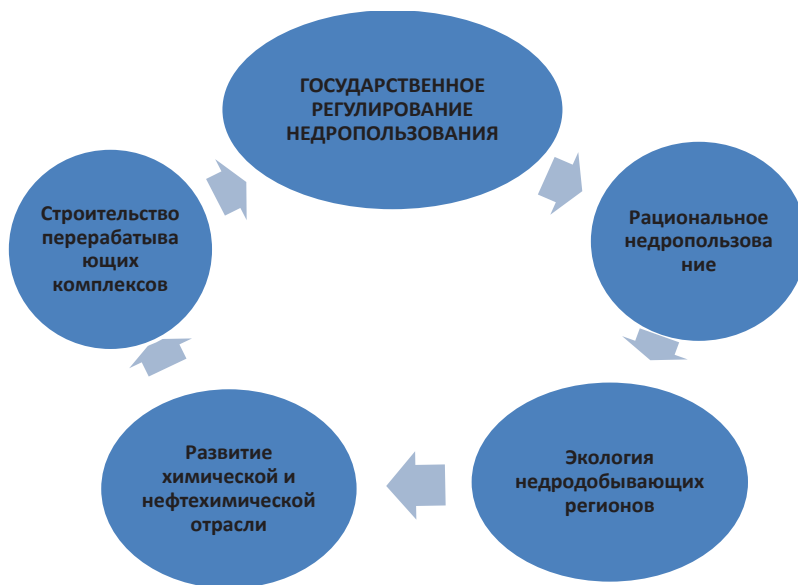 ГОСУДАРСТВЕННОЕ
РЕГУЛИРОВАНИЕ
НЕДРОПОЛЬЗОВАНИЯ
Рациональное
недропользова
ние
Экология
недродобывающих
регионов
Развитие
химической и
нефтехимической
отрасли
Строительство
перерабатыва
ющих
комплексов